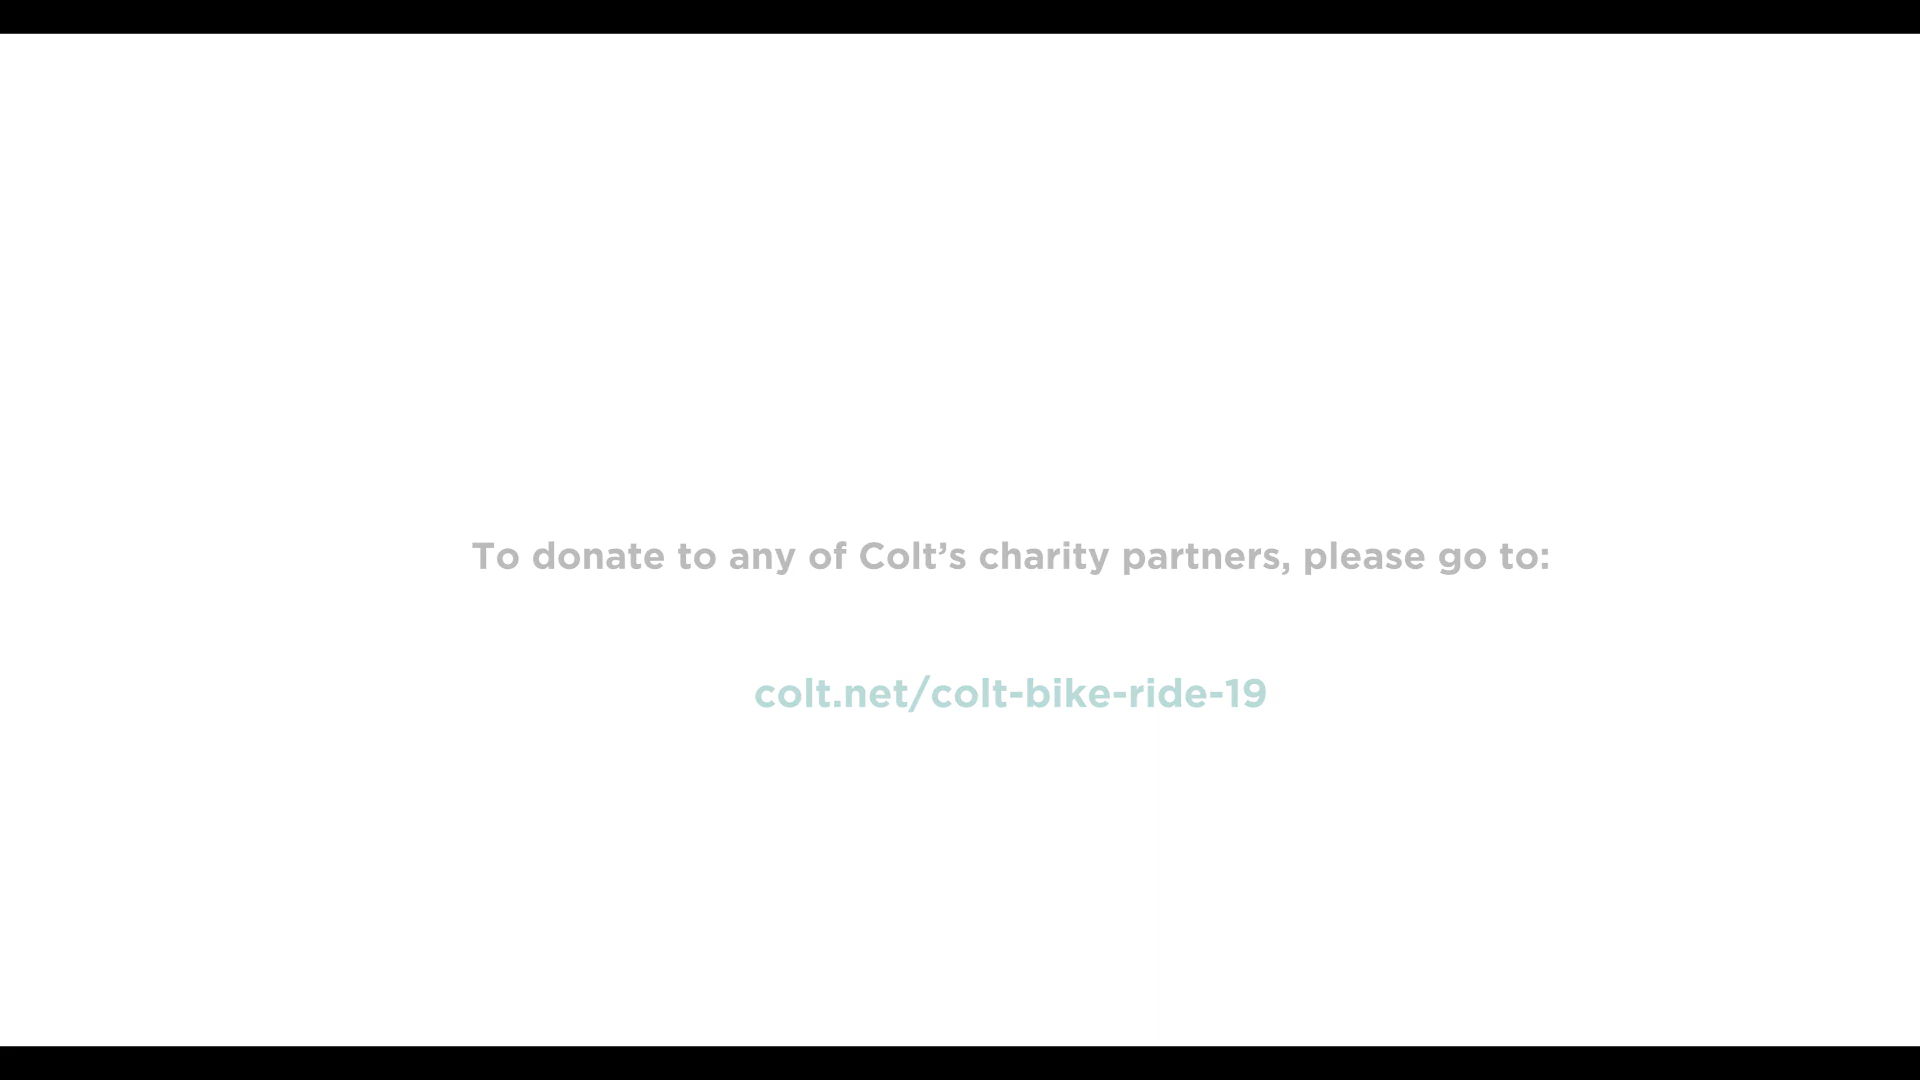 To donate to any of Colt’s charity partners, please go to:
colt.net/colt-bike-ride-19